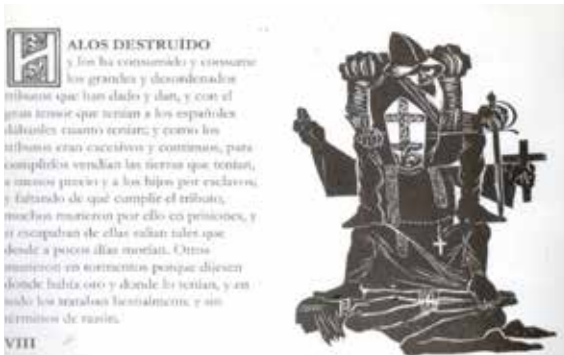 HALOS DESTRUÍDO
y los ha consumido y consume
los grandes y desordenados
tributos que han dado y dan, y con el
gran temor que tenían a los españoles
dábanles cuanto tenían; y como los
tributos eran excesivos y continuos, para
cumplirlos vendían las tierras que tenían,
a menos precio y a los hijos por esclavos;
y faltando de qué cumplir el tributo,
muchos murieron por ello en prisiones, y
si escapaban de ellas salían tales que
desde a pocos días morían. Otros
murieron en tormentos porque dijesen
donde había oro y donde lo tenían, y en
todo los trataban bestialmente y sin
términos de razón.
VIII